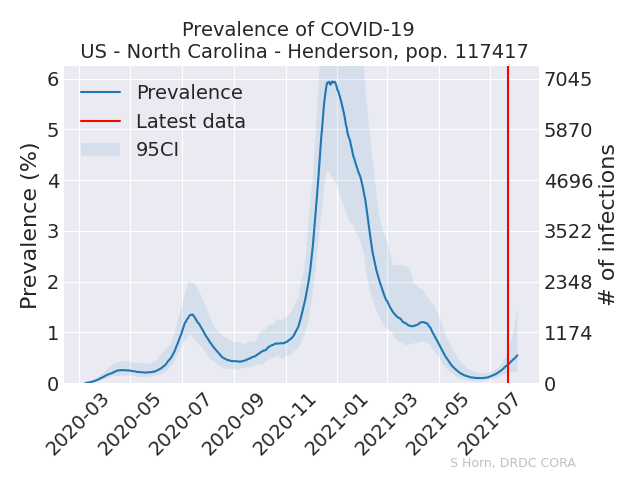 Prevalence of COVID-19
US - North Carolina - Henderson, pop. 117417
Prevalence
Latest data
95CI
Prevalence (%)
6
5
4
3
2
1
0
7045
5870
4696
3522
2348
1174
0
# of infections
2020-03
2020-05
2020-07
2020-09
2020-11
2021-01
2021-03
2021-05
2021-07
S Horn, DRDC CORA